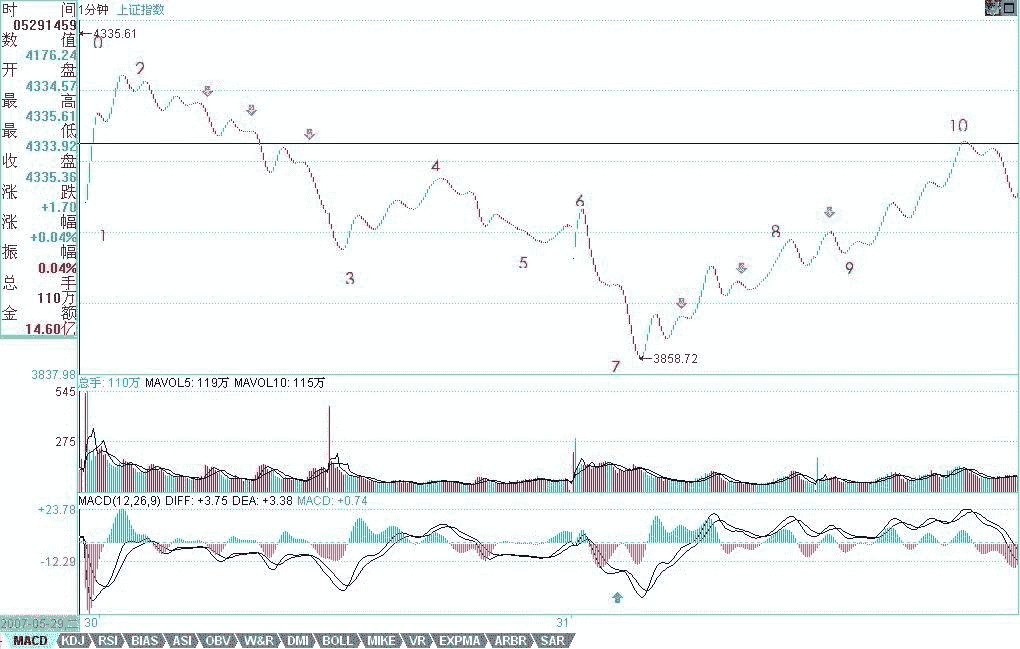 时 间 1分钟 上证指数
05291459
数 值 4335.61
4176.24
开 盘
4334.57
最 高
4335.61
最 低
4333.92
收 盘
4335.36
涨 跌
+1.70
涨 幅
+0.04%
振 幅
0.04%
总 手
110万
金 额
14.60亿
0
1
2
3
4
5
6
7
8
9
10
3858.72
3837.98
总手: 110万 MAVOL5: 119万 MAVOL10: 115万
545
275
MACD(12,26,9) DIFF: +3.75 DEA: +3.38 MACD: +0.74
+23.78
-12.29
2007-05-29,二 30 31
MACD KDJ RSI BIAS ASI OBV W&R DMI BOLL MIKE VR EXPMA ARBR SAR